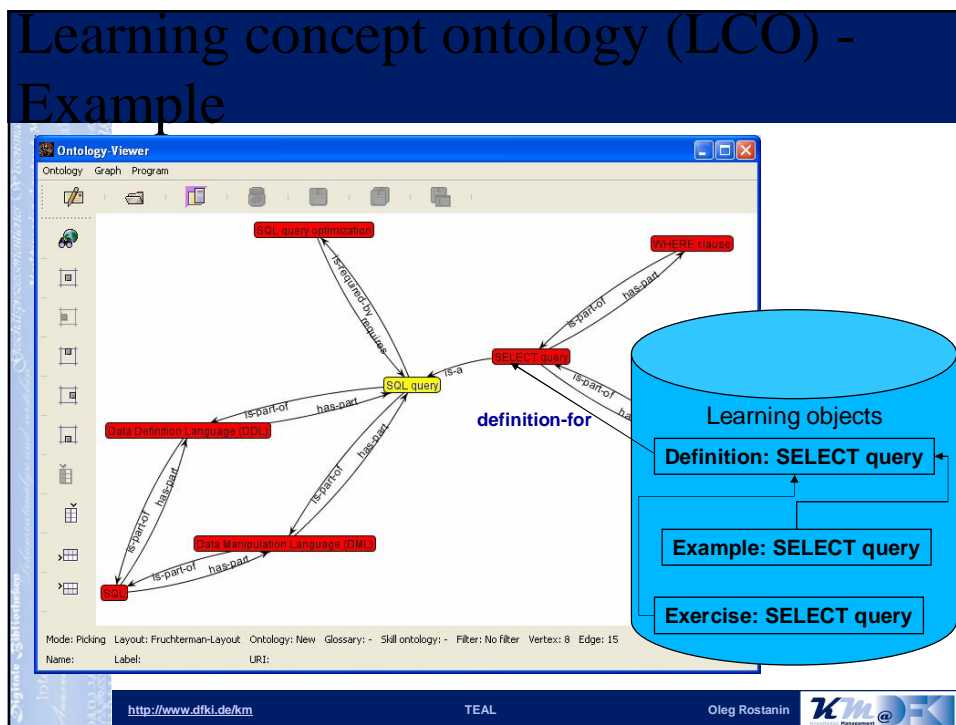 Learning concept ontology (LCO) -
Example
Ontology-Viewer
Ontology Graph Program
SQL query optimization
WHERE clause
is-required-by
requires
is-part-of
has-part
SELECT query
is-a
SQL query
is-part-of
is-part-of
has-part
definition-for
Data Definition Language (DDL)
has-part
is-part-of
is-part-of
has-part
Data Manipulation Language (DML)
is-part-of
has-part
SQL
Learning objects
Definition: SELECT query
Example: SELECT query
Exercise: SELECT query
Mode: Picking Layout: Fruchterman-Layout Ontology: New Glossary: - Skill ontology: - Filter: No filter Vertex: 8 Edge: 15
Name: Label: URI:
Digitale Bibliotheken
http://www.dfki.de/km
TEAL
Oleg Rostanin
KM@
Knowledge Management